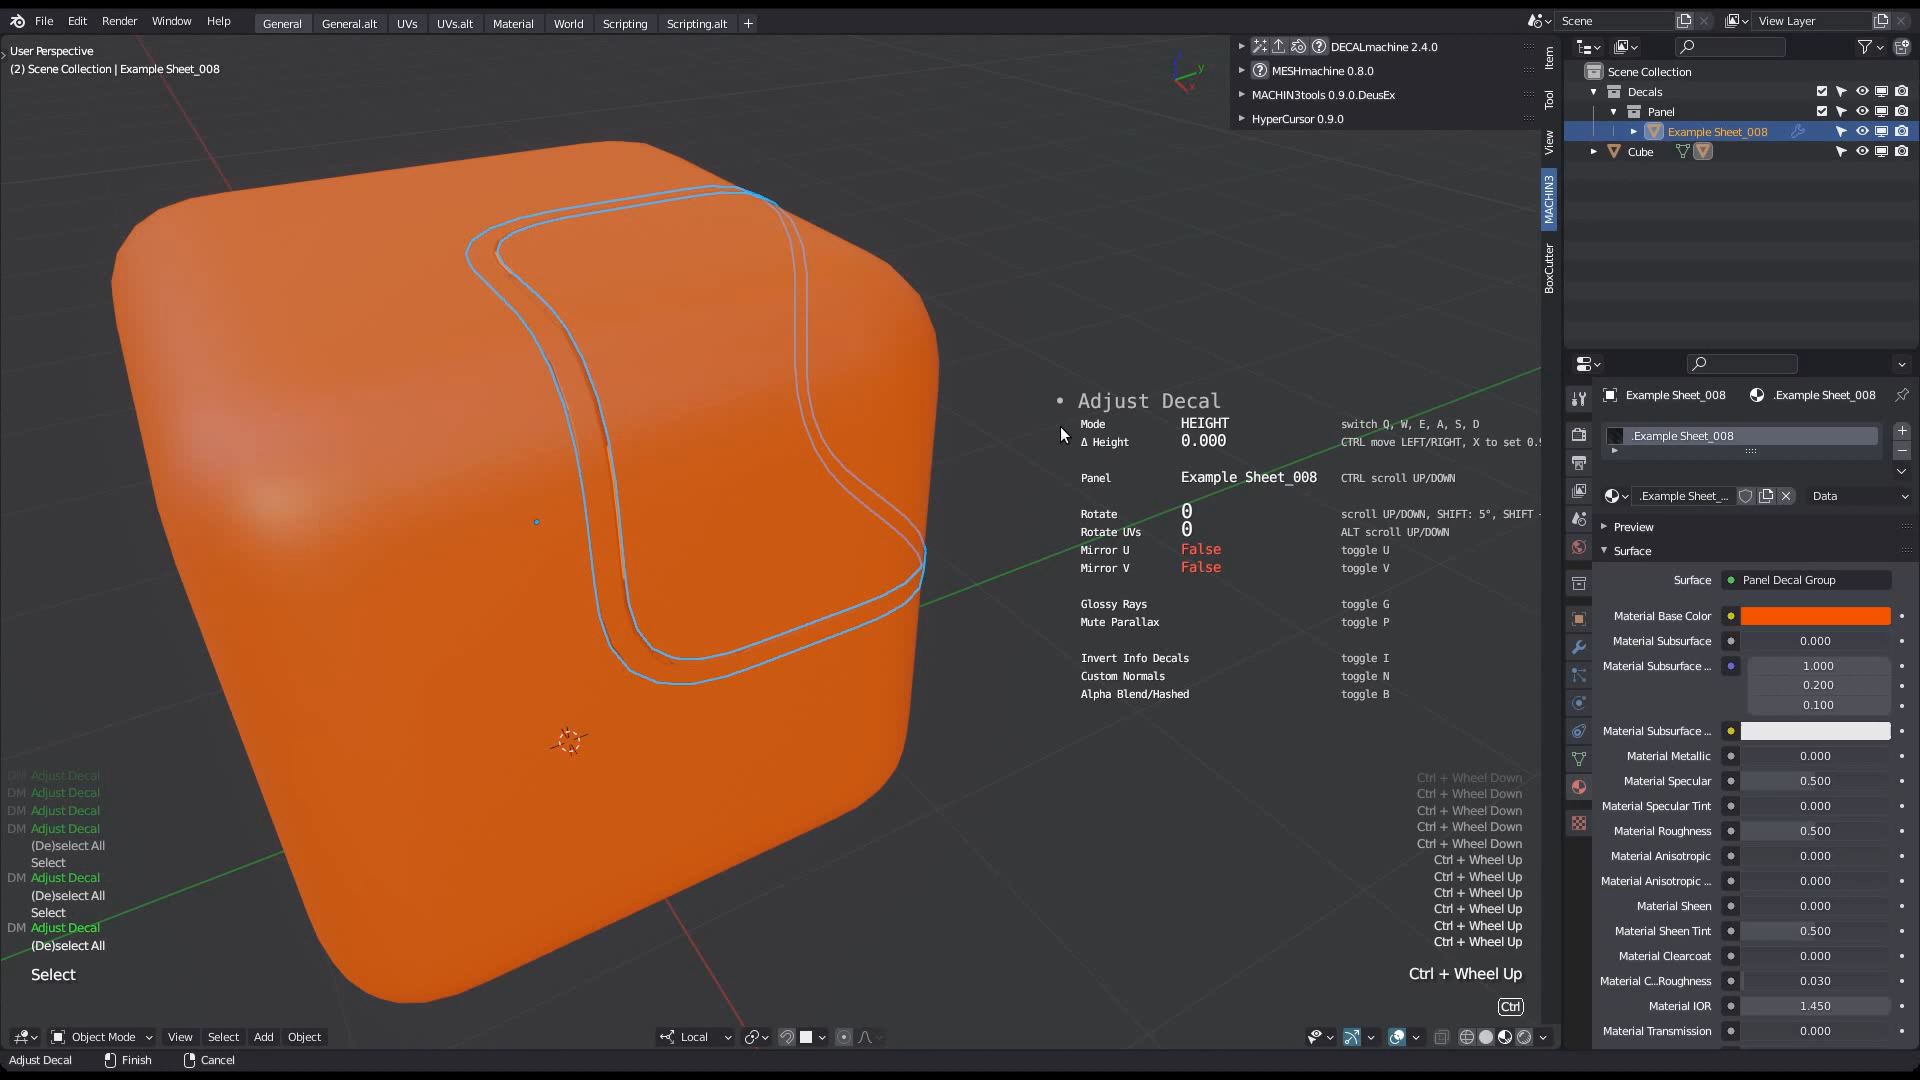 File Edit Render Window Help
General General.alt UVs UVs.alt Material World Scripting Scripting.alt +
Scene
View Layer
User Perspective
(2) Scene Collection | Example Sheet_008
Z
Y
X
DECALmachine 2.4.0
MESHmachine 0.8.0
MACHIN3tools 0.9.0.DeusEx
HyperCursor 0.9.0
Item
Tool
View
MACHIN3
BoxCutter
Scene Collection
Decals
Panel
Example Sheet_008
Cube
• Adjust Decal
Mode HEIGHT switch Q, W, E, A, S, D
Δ Height 0.000 CTRL move LEFT/RIGHT, X to set 0.9
Panel Example Sheet_008 CTRL scroll UP/DOWN
Rotate 0 scroll UP/DOWN, SHIFT: 5°, SHIFT
Rotate UVs 0 ALT scroll UP/DOWN
Mirror U False toggle U
Mirror V False toggle V
Glossy Rays toggle G
Mute Parallax toggle P
Invert Info Decals toggle I
Custom Normals toggle N
Alpha Blend/Hashed toggle B
DM Adjust Decal
DM Adjust Decal
DM Adjust Decal
DM Adjust Decal
(De)select All
Select
DM Adjust Decal
(De)select All
Select
DM Adjust Decal
(De)select All
Select
Ctrl + Wheel Down
Ctrl + Wheel Down
Ctrl + Wheel Down
Ctrl + Wheel Down
Ctrl + Wheel Down
Ctrl + Wheel Up
Ctrl + Wheel Up
Ctrl + Wheel Up
Ctrl + Wheel Up
Ctrl + Wheel Up
Ctrl + Wheel Up
Ctrl + Wheel Up
Ctrl
Example Sheet_008 .Example Sheet_008
.Example Sheet_008
.Example Sheet_... Data
Preview
Surface
Surface Panel Decal Group
Material Base Color
Material Subsurface 0.000
Material Subsurface ... 1.000
0.200
0.100
Material Subsurface ...
Material Metallic 0.000
Material Specular 0.500
Material Specular Tint 0.000
Material Roughness 0.500
Material Anisotropic 0.000
Material Anisotropic ... 0.000
Material Sheen 0.000
Material Sheen Tint 0.500
Material Clearcoat 0.000
Material C...Roughness 0.030
Material IOR 1.450
Material Transmission 0.000
Object Mode View Select Add Object
Local
Adjust Decal Finish Cancel